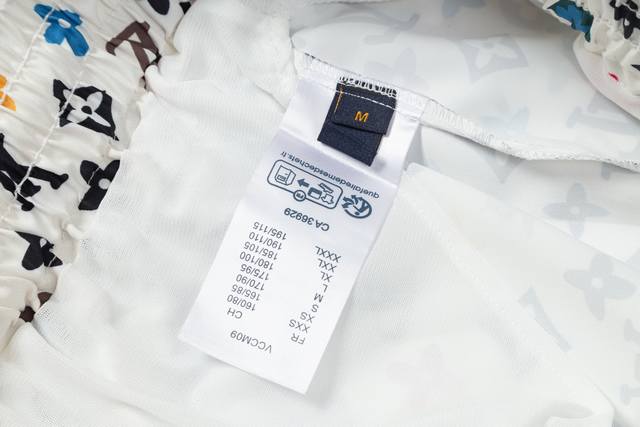 M
VCCM09
FR CH
XXS 160/80
XS 165/85
S 170/90
M 175/95
L 180/100
XL 185/105
XXL 190/110
XXXL 195/115
CA 36929
quefairedemesdechets.fr